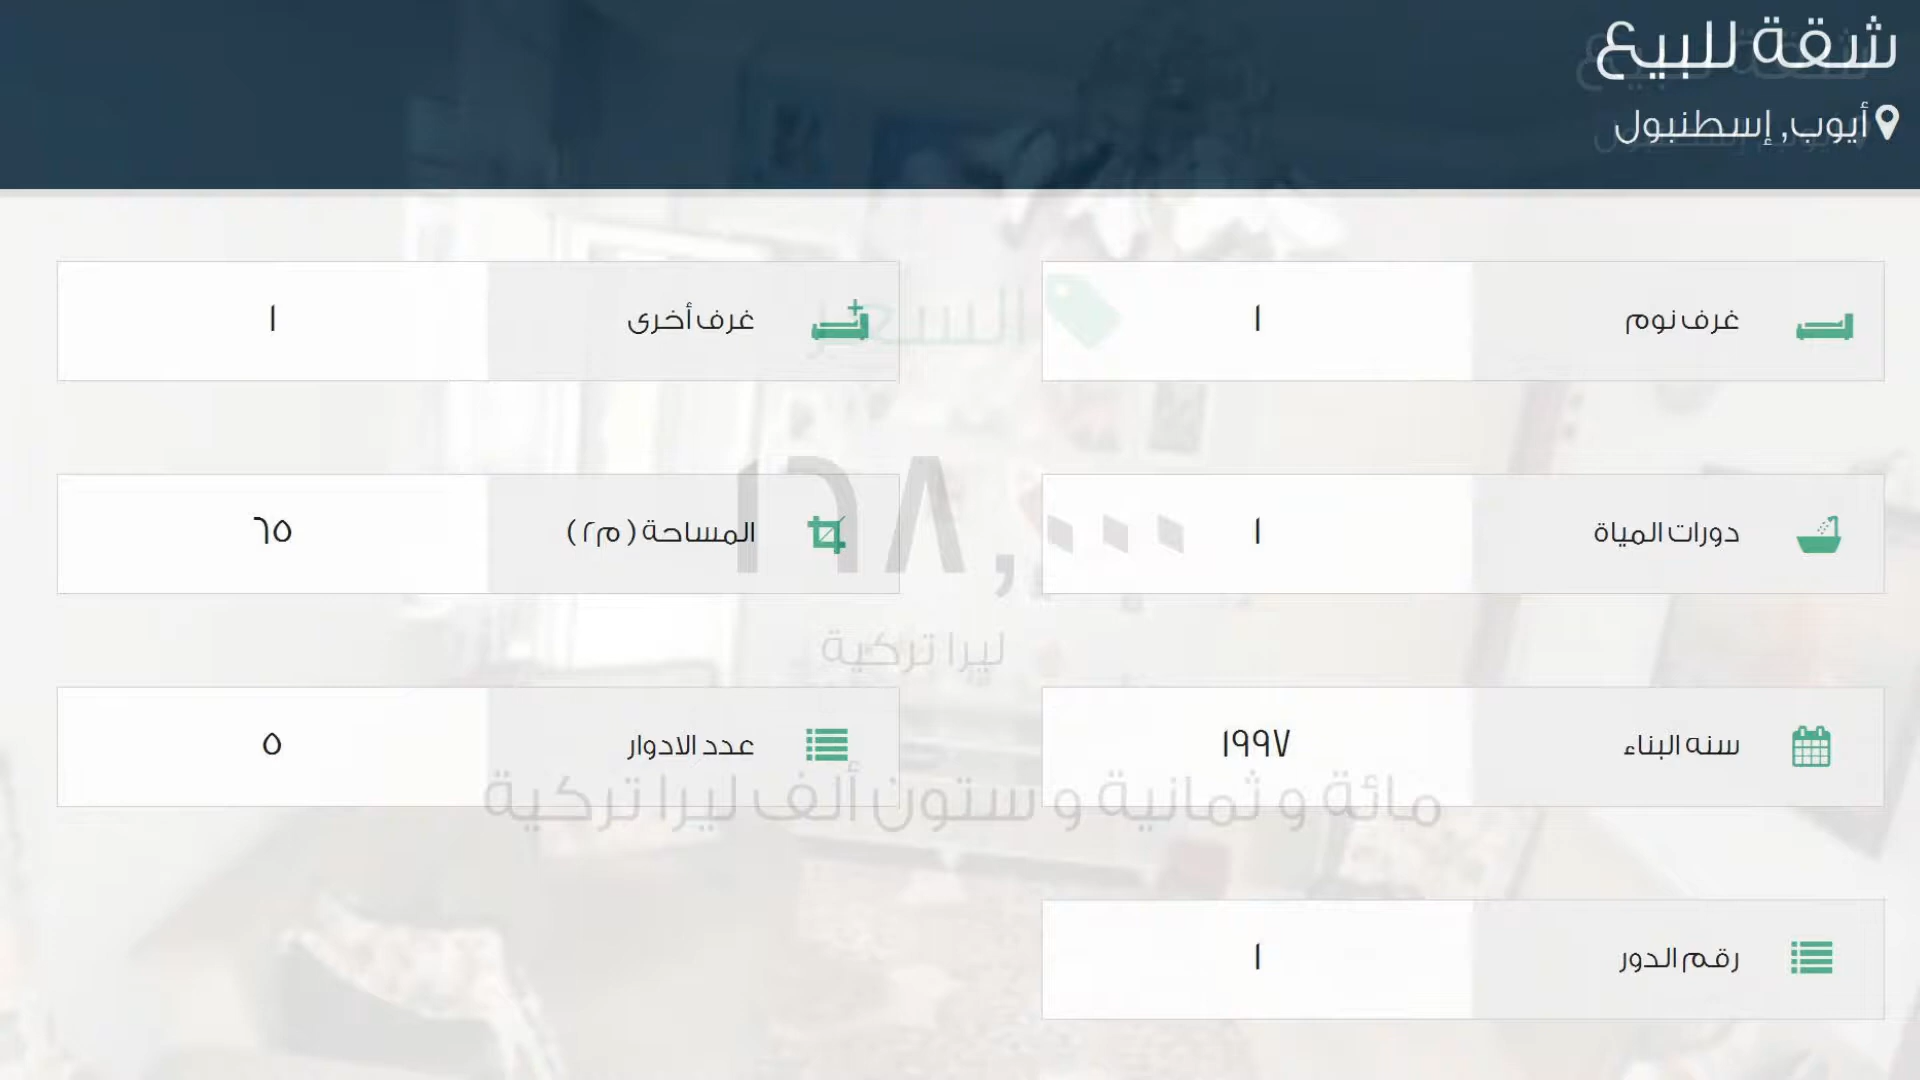 شقة للبيع
أيوب, إسطنبول
غرف نوم ١
غرف أخرى ١
دورات المياة ١
المساحة (م٢) ٦٥
سنه البناء ١٩٩٧
عدد الادوار ٥
رقم الدور ١
السعر
١٦٨,٠٠٠
ليرا تركية
مائة و ثمانية و ستون ألف ليرا تركية